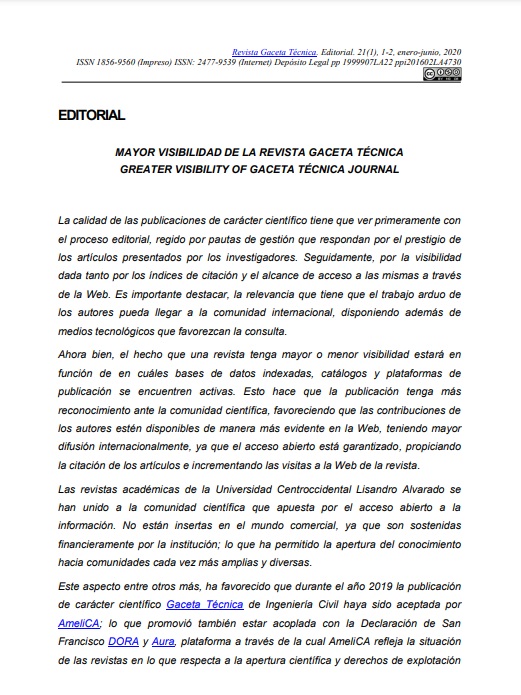 Revista Gaceta Técnica. Editorial. 21(1), 1-2, enero-junio, 2020
ISSN 1856-9560 (Impreso) ISSN: 2477-9539 (Internet) Depósito Legal pp 1999907LA22 ppi201602LA4730
EDITORIAL
MAYOR VISIBILIDAD DE LA REVISTA GACETA TÉCNICA
GREATER VISIBILITY OF GACETA TÉCNICA JOURNAL
La calidad de las publicaciones de carácter científico tiene que ver primeramente con
el proceso editorial, regido por pautas de gestión que respondan por el prestigio de
los artículos presentados por los investigadores. Seguidamente, por la visibilidad
dada tanto por los índices de citación y el alcance de acceso a las mismas a través
de la Web. Es importante destacar, la relevancia que tiene que el trabajo arduo de
los autores pueda llegar a la comunidad internacional, disponiendo además de
medios tecnológicos que favorezcan la consulta.
Ahora bien, el hecho que una revista tenga mayor o menor visibilidad estará en
función de en cuáles bases de datos indexadas, catálogos y plataformas de
publicación se encuentren activas. Esto hace que la publicación tenga más
reconocimiento ante la comunidad científica, favoreciendo que las contribuciones de
los autores estén disponibles de manera más evidente en la Web, teniendo mayor
difusión internacionalmente, ya que el acceso abierto está garantizado, propiciando
la citación de los artículos e incrementando las visitas a la Web de la revista.
Las revistas académicas de la Universidad Centroccidental Lisandro Alvarado se
han unido a la comunidad científica que apuesta por el acceso abierto a la
información. No están insertas en el mundo comercial, ya que son sostenidas
financieramente por la institución; lo que ha permitido la apertura del conocimiento
hacia comunidades cada vez más amplias y diversas.
Este aspecto entre otros más, ha favorecido que durante el año 2019 la publicación
de carácter científico Gaceta Técnica de Ingeniería Civil haya sido aceptada por
AmeliCA; lo que promovió también estar acoplada con la Declaración de San
Francisco DORA y Aura, plataforma a través de la cual AmeliCA refleja la situación
de las revistas en lo que respecta a la apertura científica y derechos de explotación